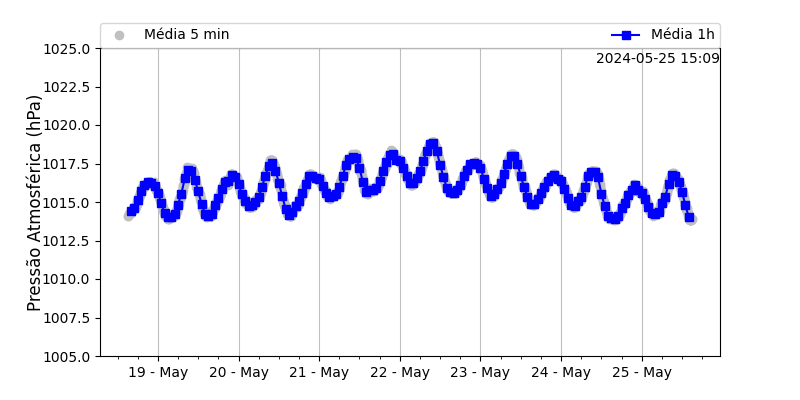 Média 5 min
Média 1h
2024-05-25 15:09
Pressão Atmosférica (hPa)
1025.0
1022.5
1020.0
1017.5
1015.0
1012.5
1010.0
1007.5
1005.0
19 - May
20 - May
21 - May
22 - May
23 - May
24 - May
25 - May